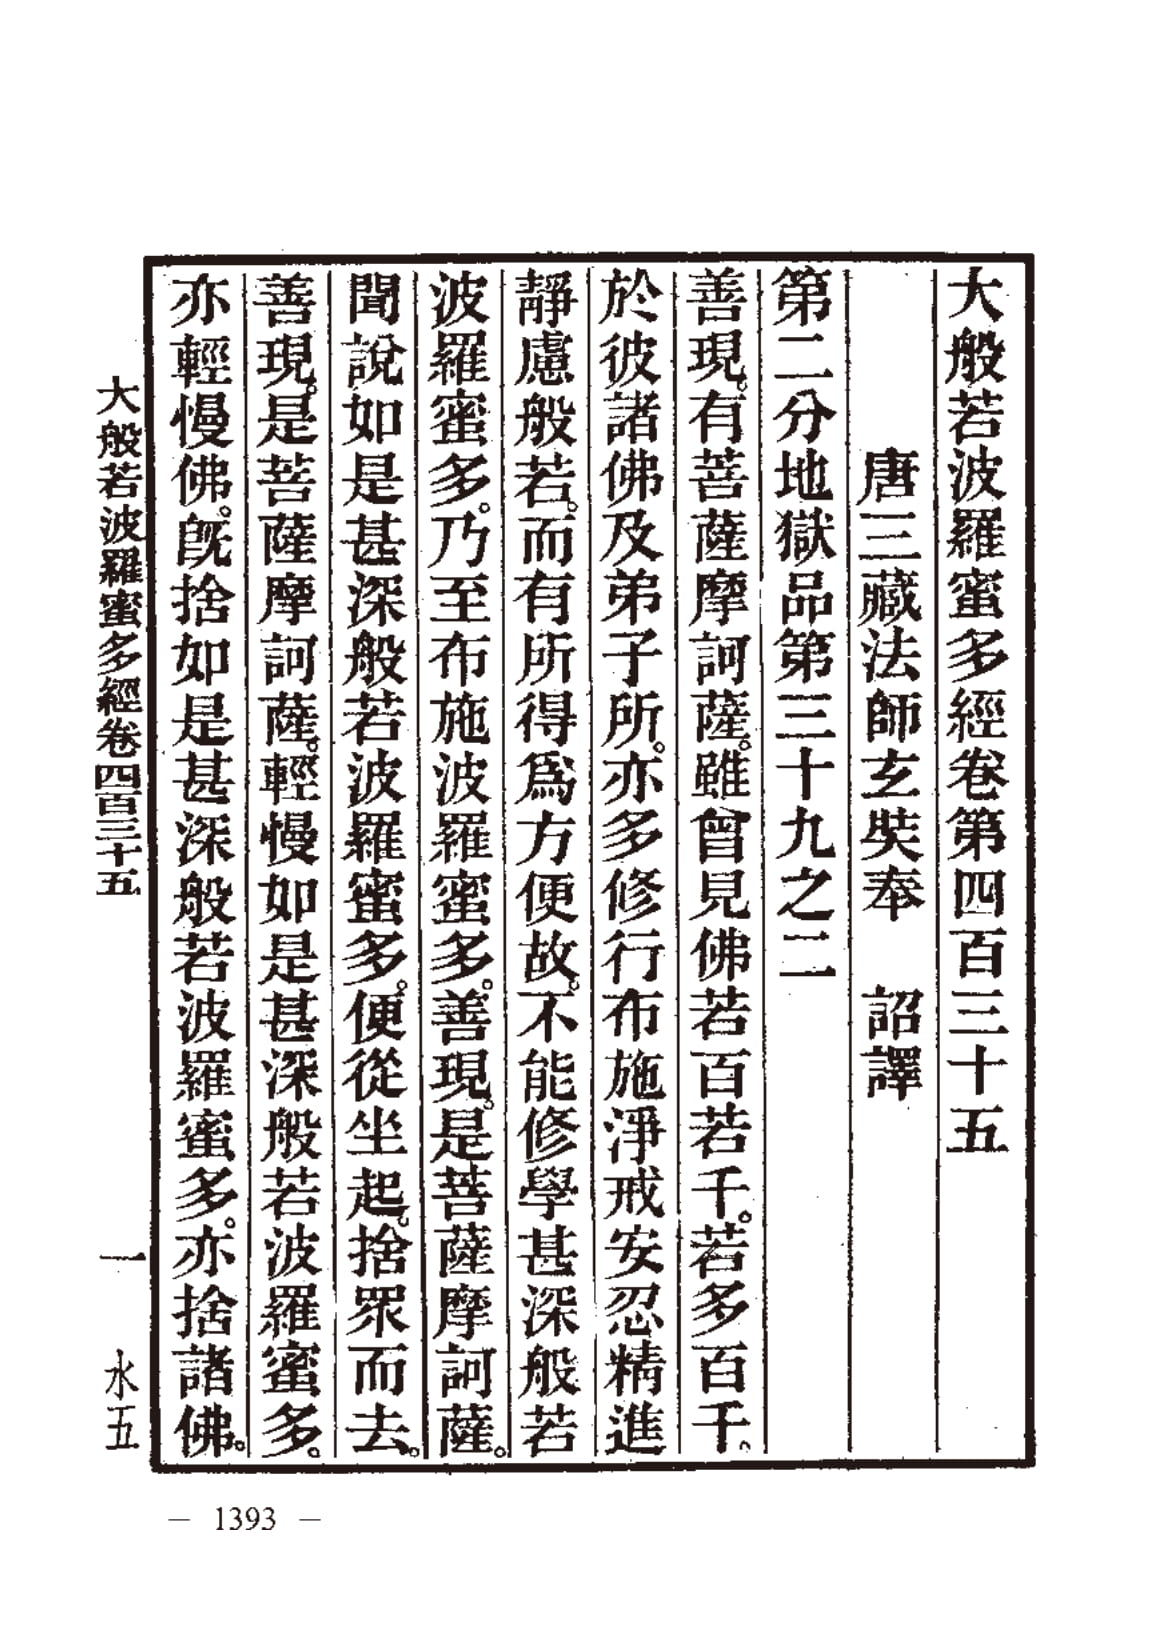 大般若波羅蜜多經卷第四百三十五
唐三藏法師玄奘奉　詔譯
第二分地獄品第三十九之二
善現。有菩薩摩訶薩。雖曾見佛若百若千。若多百千。
於彼諸佛及弟子所。亦多修行布施淨戒安忍精進
靜慮般若。而有所得爲方便故。不能修學甚深般若
波羅蜜多。乃至布施波羅蜜多。善現。是菩薩摩訶薩。
聞說如是甚深般若波羅蜜多。便從坐起。捨眾而去。
善現。是菩薩摩訶薩。輕慢如是甚深般若波羅蜜多。
亦輕慢佛。旣捨如是甚深般若波羅蜜多。亦捨諸佛。
大般若波羅蜜多經卷四百三十五　一　水五
— 1393 —